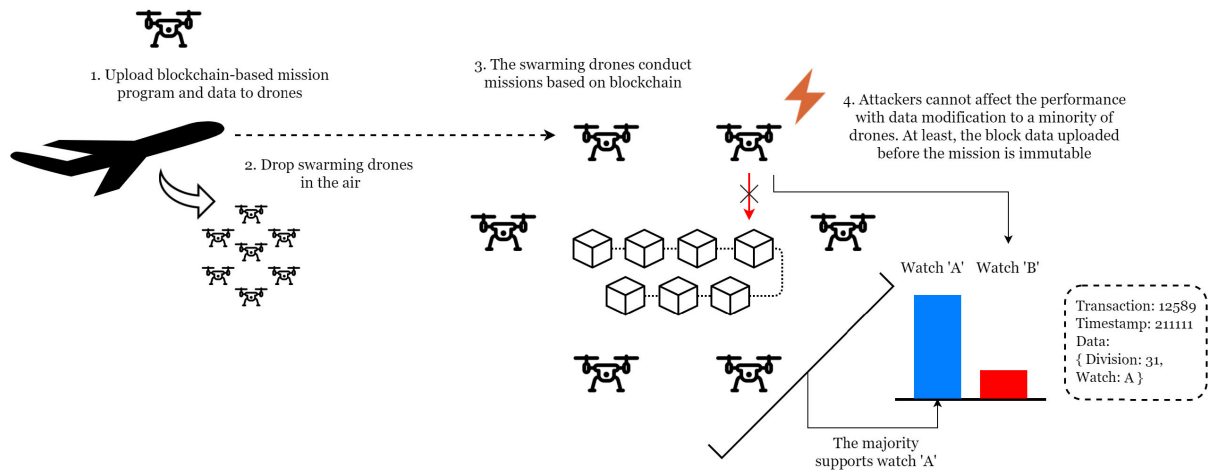 1. Upload blockchain-based mission
program and data to drones
2. Drop swarming drones
in the air
3. The swarming drones conduct
missions based on blockchain
4. Attackers cannot affect the performance
with data modification to a minority of
drones. At least, the block data uploaded
before the mission is immutable
Watch 'A'
Watch 'B'
Transaction: 12589
Timestamp: 211111
Data:
{ Division: 31,
Watch: A }
The majority
supports watch 'A'